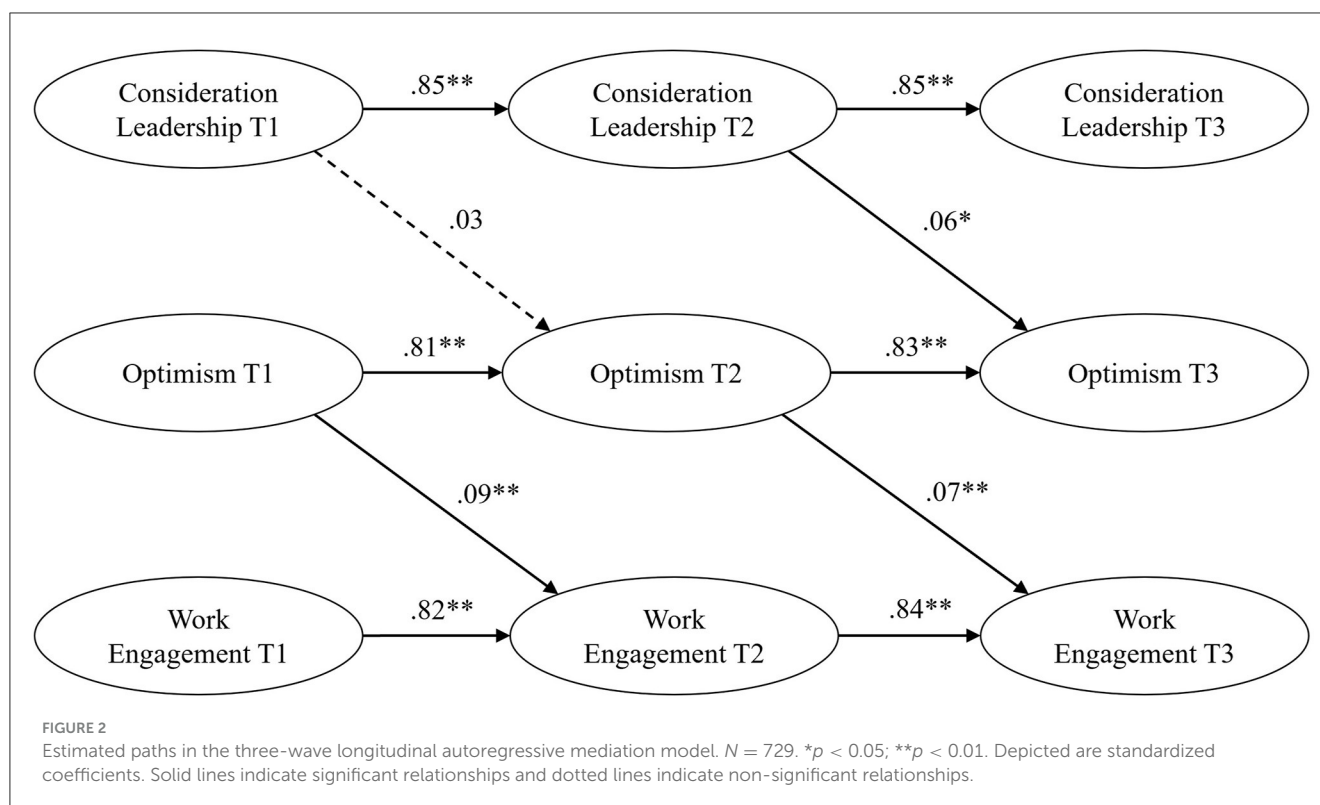 Consideration
Leadership T1
.85**
Consideration
Leadership T2
.85**
Consideration
Leadership T3
.03
.06*
Optimism T1
.81**
Optimism T2
.83**
Optimism T3
.09**
.07**
Work
Engagement T1
.82**
Work
Engagement T2
.84**
Work
Engagement T3
FIGURE 2
Estimated paths in the three-wave longitudinal autoregressive mediation model. N = 729. *p < 0.05; **p < 0.01. Depicted are standardized
coefficients. Solid lines indicate significant relationships and dotted lines indicate non-significant relationships.